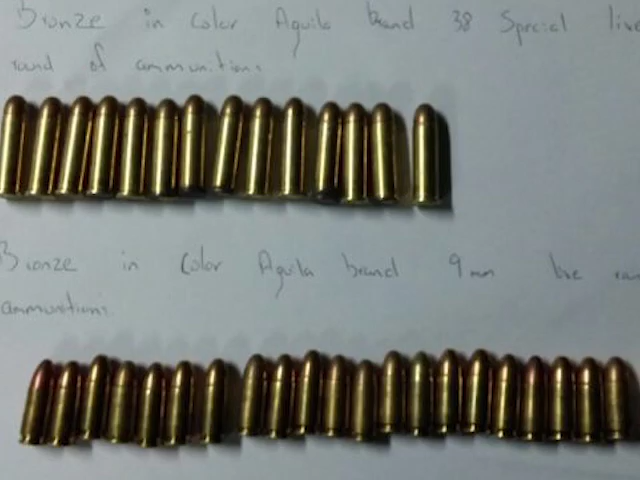 Bronze in Color Aguila brand 38 Special live
round of ammunition.
Bronze in Color Aguila brand 9mm live roun
ammunition.